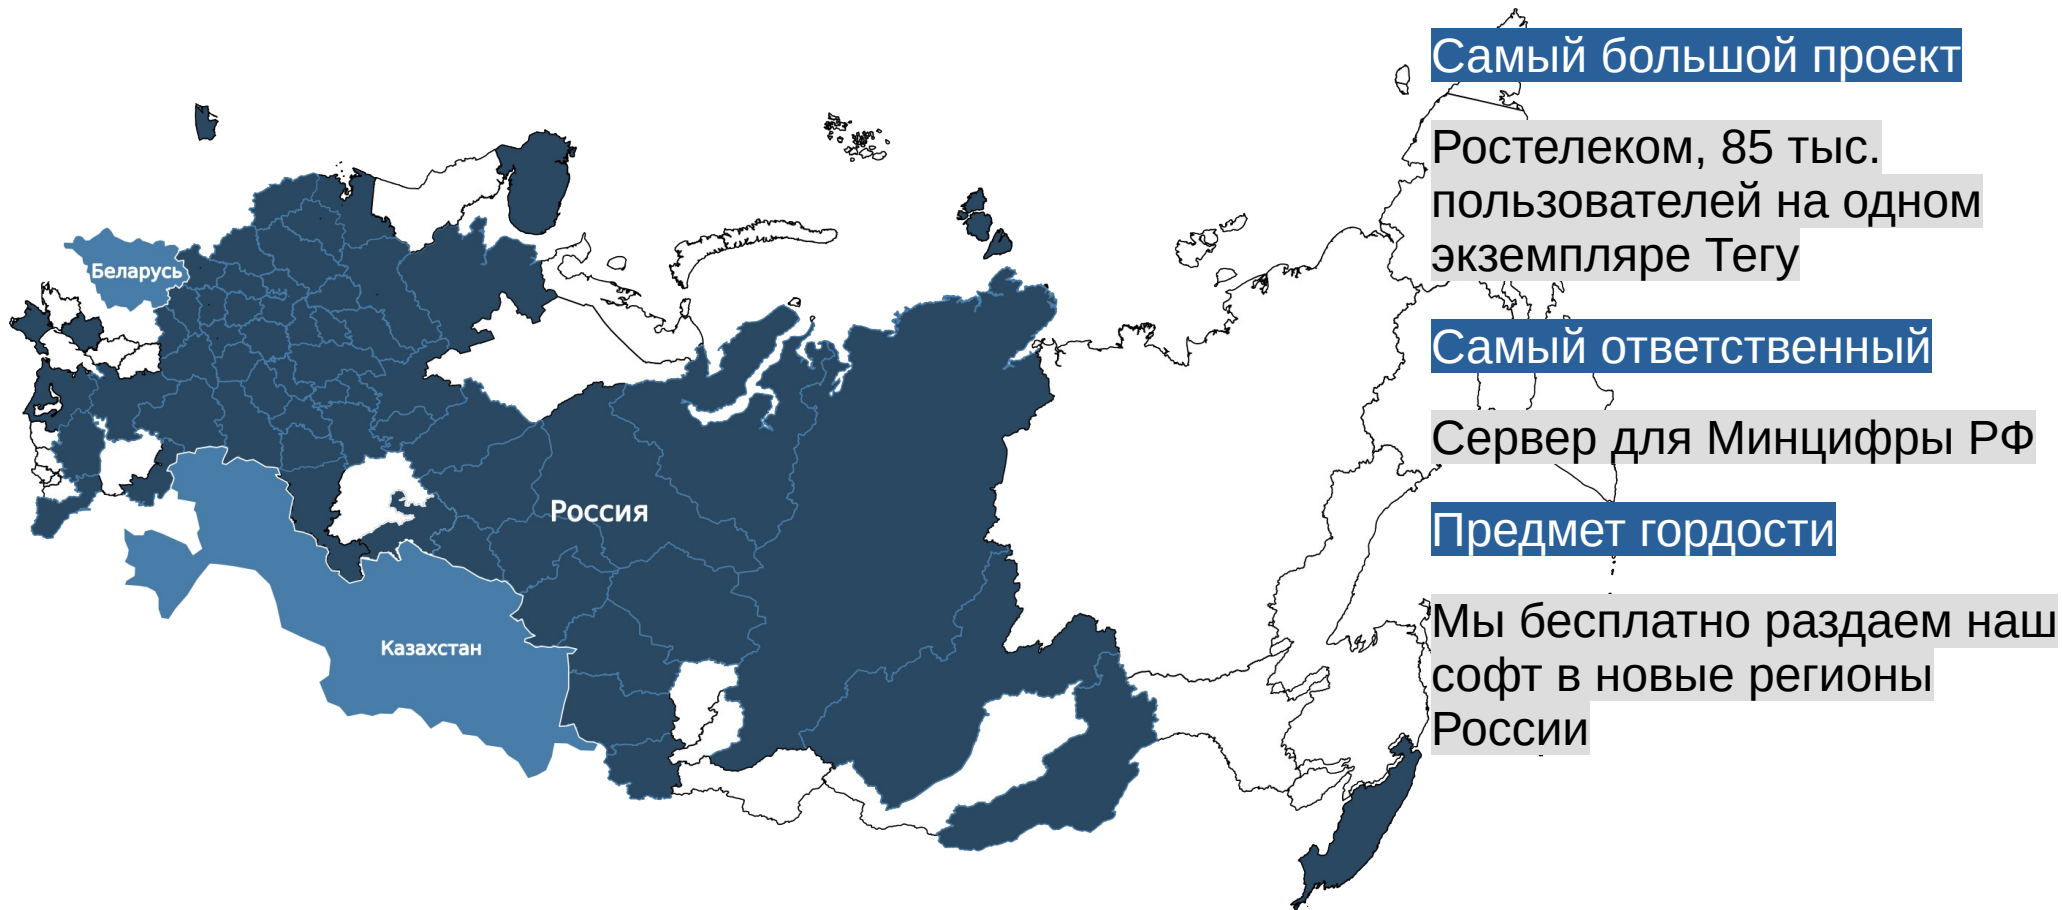 Беларусь
Россия
Казахстан
Самый большой проект
Ростелеком, 85 тыс.
пользователей на одном
экземпляре Тегу
Самый ответственный
Сервер для Минцифры РФ
Предмет гордости
Мы бесплатно раздаем наш
софт в новые регионы
России